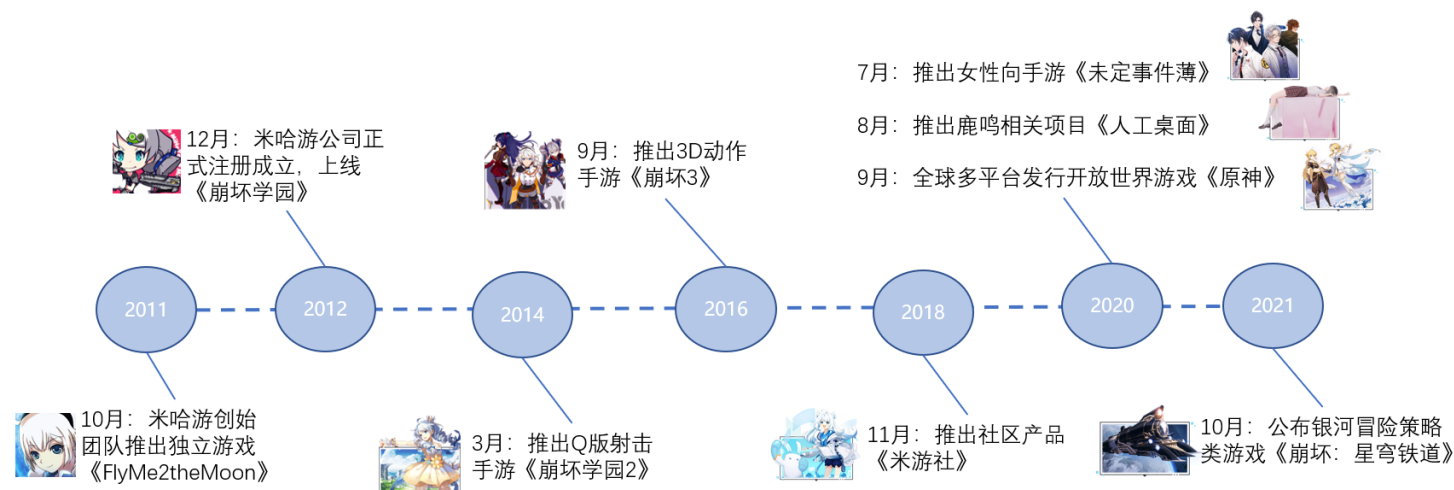 7月：推出女性向手游《未定事件薄》
8月：推出鹿鸣相关项目《人工桌面》
9月：全球多平台发行开放世界游戏《原神》
12月：米哈游公司正
式注册成立，上线
《崩坏学园》
9月：推出3D动作
手游《崩坏3》
2011
2012
2014
2016
2018
2020
2021
10月：米哈游创始
团队推出独立游戏
《FlyMe2theMoon》
3月：推出Q版射击
手游《崩坏学园2》
11月：推出社区产品
《米游社》
10月：公布银河冒险策略
类游戏《崩坏：星穹铁道》